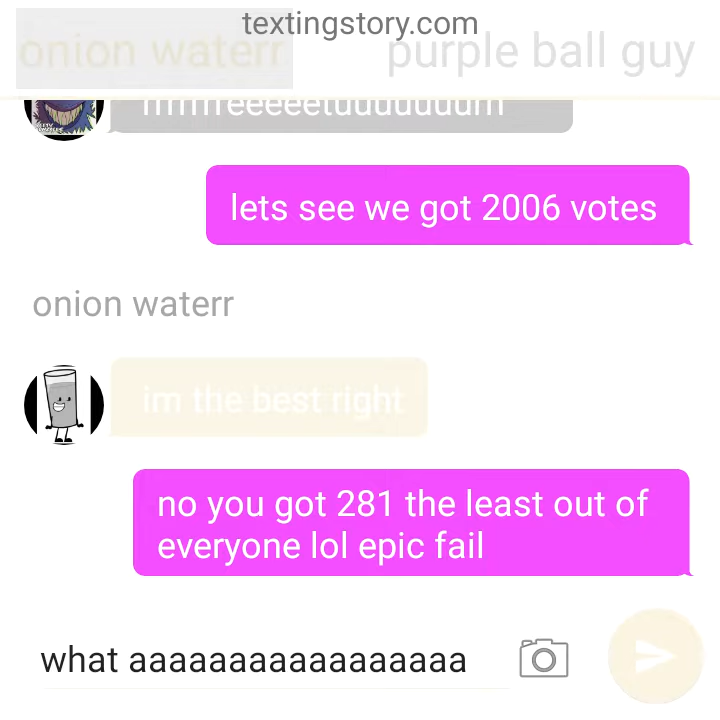 textingstory.com
onion waterr
purple ball guy
lets see we got 2006 votes
onion waterr
im the best right
no you got 281 the least out of
everyone lol epic fail
what aaaaaaaaaaaaaaaaa